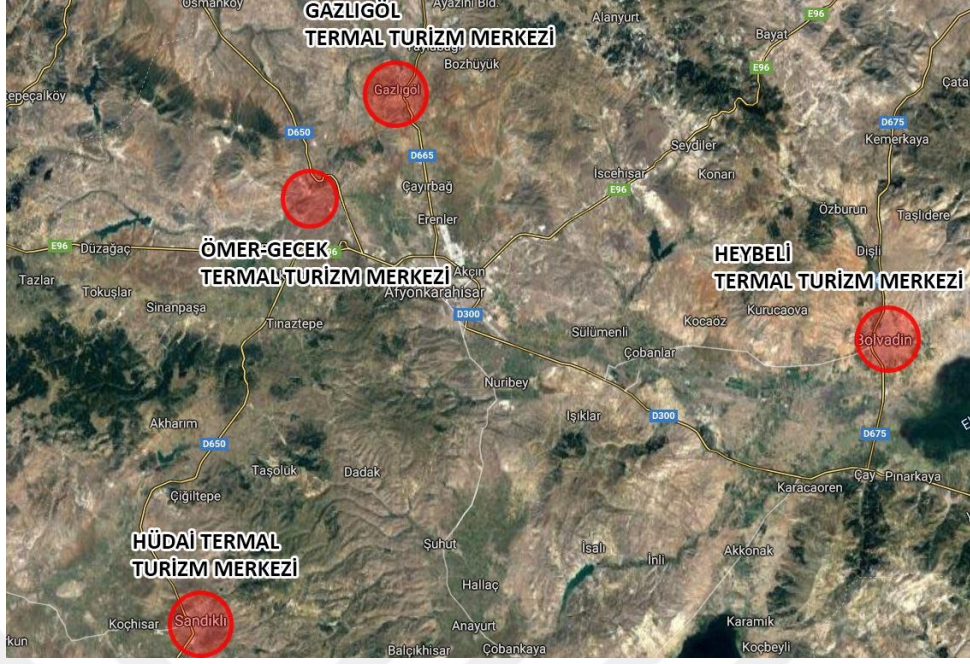 Osmanköy
GAZLIGÖL
TERMAL TURİZM MERKEZİ
Ayazini Bld.
Alanyurt
E96
Bayat
Bozhüyük
E96
Gazlıgöl
tepeçalköy
Çata
D650
D675
Kemerkaya
D665
Seydiler
İscehisar
Konarı
E96
Çayırbağ
Erenler
Özburun
Taşlıdere
E96
Düzağaç
ÖMER-GECEK
TERMAL TURİZM MERKEZİ
Dişli
HEYBELİ
TERMAL TURİZM MERKEZİ
Tazlar
Tokuşlar
Akçin
Afyonkarahisar
Sinanpaşa
Tınaztepe
D300
Kurucaova
Kocaöz
Sülümenli
Bolvadin
Çobanlar
Nuribey
Işıklar
D300
Akharım
D650
D675
Taşoluk
Dadak
Çay
Pınarkaya
Karacaoren
Çiğiltepe
HÜDAİ TERMAL
TURİZM MERKEZİ
Şuhut
İsalı
İnli
Akkonak
Hallaç
Koçhisar
Sandıklı
Anayurt
Karamık
Balçıkhisar
Çobankaya
Koçbeyli